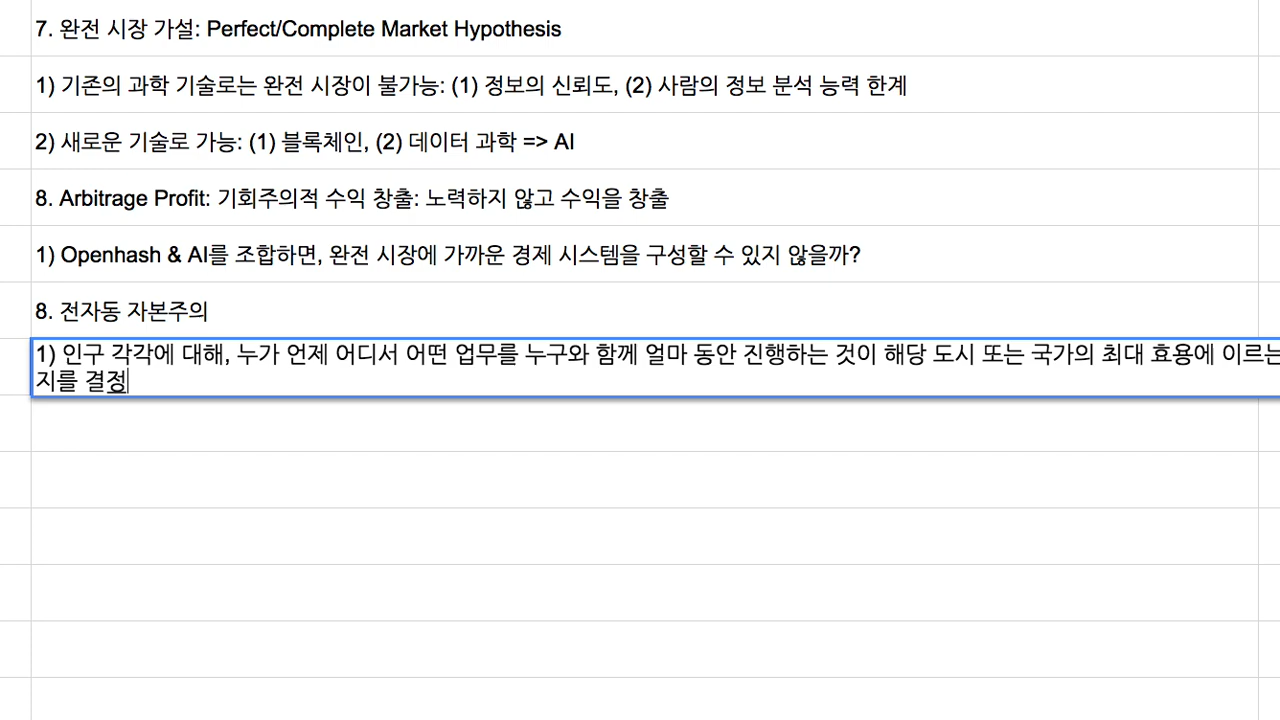 7. 완전 시장 가설: Perfect/Complete Market Hypothesis
1) 기존의 과학 기술로는 완전 시장이 불가능: (1) 정보의 신뢰도, (2) 사람의 정보 분석 능력 한계
2) 새로운 기술로 가능: (1) 블록체인, (2) 데이터 과학 => AI
8. Arbitrage Profit: 기회주의적 수익 창출: 노력하지 않고 수익을 창출
1) Openhash & AI를 조합하면, 완전 시장에 가까운 경제 시스템을 구성할 수 있지 않을까?
8. 전자동 자본주의
1) 인구 각각에 대해, 누가 언제 어디서 어떤 업무를 누구와 함께 얼마 동안 진행하는 것이 해당 도시 또는 국가의 최대 효용에 이르는
지를 결정